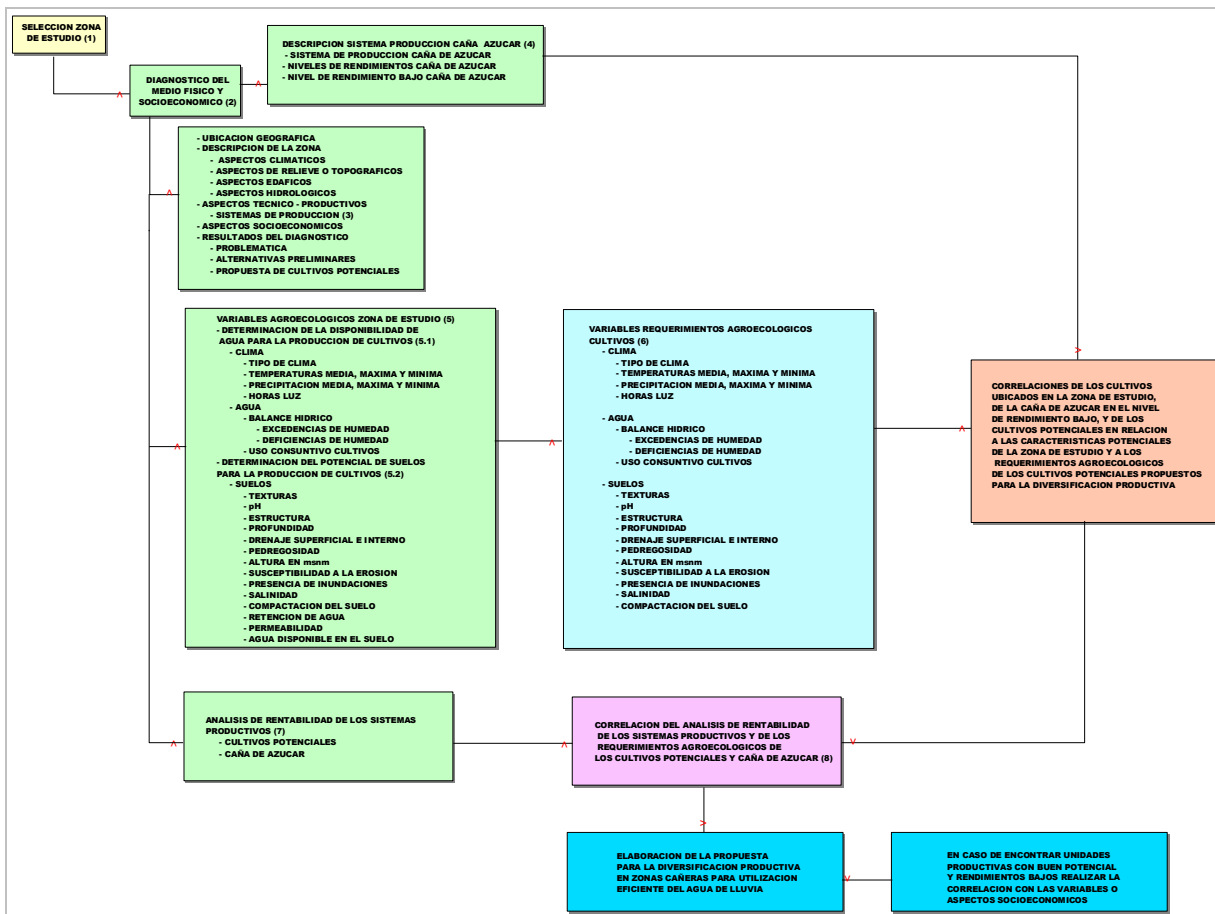 SELECCION ZONA
DE ESTUDIO (1)
DIAGNOSTICO DEL
MEDIO FISICO Y
SOCIOECONOMICO (2)
DESCRIPCION SISTEMA PRODUCCION CAÑA AZUCAR (4)
- SISTEMA DE PRODUCCION CAÑA DE AZUCAR
- NIVELES DE RENDIMIENTOS CAÑA DE AZUCAR
- NIVEL DE RENDIMIENTO BAJO CAÑA DE AZUCAR
- UBICACION GEOGRAFICA
- DESCRIPCION DE LA ZONA
- ASPECTOS CLIMATICOS
- ASPECTOS DE RELIEVE O TOPOGRAFICOS
- ASPECTOS EDAFICOS
- ASPECTOS HIDROLOGICOS
- ASPECTOS TECNICO - PRODUCTIVOS
- SISTEMAS DE PRODUCCION (3)
- ASPECTOS SOCIOECONOMICOS
- RESULTADOS DEL DIAGNOSTICO
- PROBLEMATICA
- ALTERNATIVAS PRELIMINARES
- PROPUESTA DE CULTIVOS POTENCIALES
VARIABLES AGROECOLOGICOS ZONA DE ESTUDIO (5)
- DETERMINACION DE LA DISPONIBILIDAD DE
AGUA PARA LA PRODUCCION DE CULTIVOS (5.1)
- CLIMA
- TIPO DE CLIMA
- TEMPERATURAS MEDIA, MAXIMA Y MINIMA
- PRECIPITACION MEDIA, MAXIMA Y MINIMA
- HORAS LUZ
- AGUA
- BALANCE HIDRICO
- EXCEDENCIAS DE HUMEDAD
- DEFICIENCIAS DE HUMEDAD
- USO CONSUNTIVO CULTIVOS
- DETERMINACION DEL POTENCIAL DE SUELOS
PARA LA PRODUCCION DE CULTIVOS (5.2)
- SUELOS
- TEXTURAS
- pH
- ESTRUCTURA
- PROFUNDIDAD
- DRENAJE SUPERFICIAL E INTERNO
- PEDREGOSIDAD
- ALTURA EN msnm
- SUSCEPTIBILIDAD A LA EROSION
- PRESENCIA DE INUNDACIONES
- SALINIDAD
- COMPACTACION DEL SUELO
- RETENCION DE AGUA
- PERMEABILIDAD
- AGUA DISPONIBLE EN EL SUELO
VARIABLES REQUERIMIENTOS AGROECOLOGICOS
CULTIVOS (6)
- CLIMA
- TIPO DE CLIMA
- TEMPERATURAS MEDIA, MAXIMA Y MINIMA
- PRECIPITACION MEDIA, MAXIMA Y MINIMA
- HORAS LUZ
- AGUA
- BALANCE HIDRICO
- EXCEDENCIAS DE HUMEDAD
- DEFICIENCIAS DE HUMEDAD
- USO CONSUNTIVO CULTIVOS
- SUELOS
- TEXTURAS
- pH
- ESTRUCTURA
- PROFUNDIDAD
- DRENAJE SUPERFICIAL E INTERNO
- PEDREGOSIDAD
- ALTURA EN msnm
- SUSCEPTIBILIDAD A LA EROSION
- PRESENCIA DE INUNDACIONES
- SALINIDAD
- COMPACTACION DEL SUELO
CORRELACIONES DE LOS CULTIVOS
UBICADOS EN LA ZONA DE ESTUDIO,
DE LA CAÑA DE AZUCAR EN EL NIVEL
DE RENDIMIENTO BAJO, Y DE LOS
CULTIVOS POTENCIALES EN RELACION
A LAS CARACTERISTICAS POTENCIALES
DE LA ZONA DE ESTUDIO Y A LOS
REQUERIMIENTOS AGROECOLOGICOS
DE LOS CULTIVOS POTENCIALES PROPUESTOS
PARA LA DIVERSIFICACION PRODUCTIVA
ANALISIS DE RENTABILIDAD DE LOS SISTEMAS
PRODUCTIVOS (7)
- CULTIVOS POTENCIALES
- CAÑA DE AZUCAR
CORRELACION DEL ANALISIS DE RENTABILIDAD
DE LOS SISTEMAS PRODUCTIVOS Y DE LOS
REQUERIMIENTOS AGROECOLOGICOS DE
LOS CULTIVOS POTENCIALES Y CAÑA DE AZUCAR (8)
ELABORACION DE LA PROPUESTA
PARA LA DIVERSIFICACION PRODUCTIVA
EN ZONAS CAÑERAS PARA UTILIZACION
EFICIENTE DEL AGUA DE LLUVIA
EN CASO DE ENCONTRAR UNIDADES
PRODUCTIVAS CON BUEN POTENCIAL
Y RENDIMIENTOS BAJOS REALIZAR LA
CORRELACION CON LAS VARIABLES O
ASPECTOS SOCIOECONOMICOS